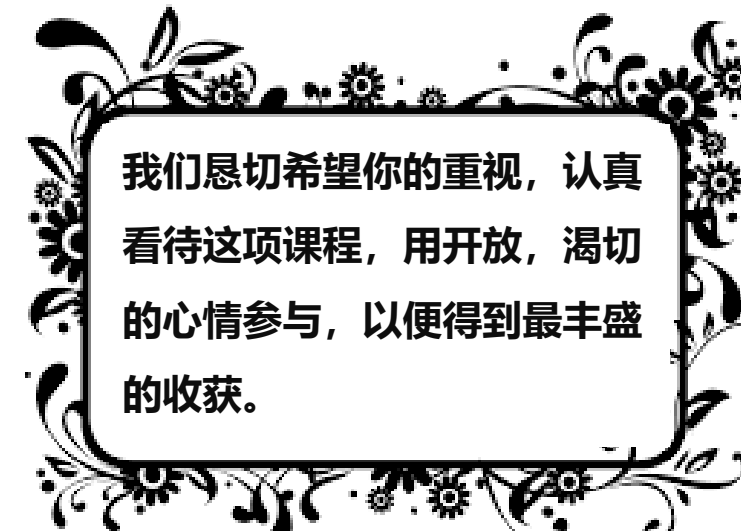 我们恳切希望你的重视，认真
看待这项课程，用开放，渴切
的心情参与，以便得到最丰盛
的收获。